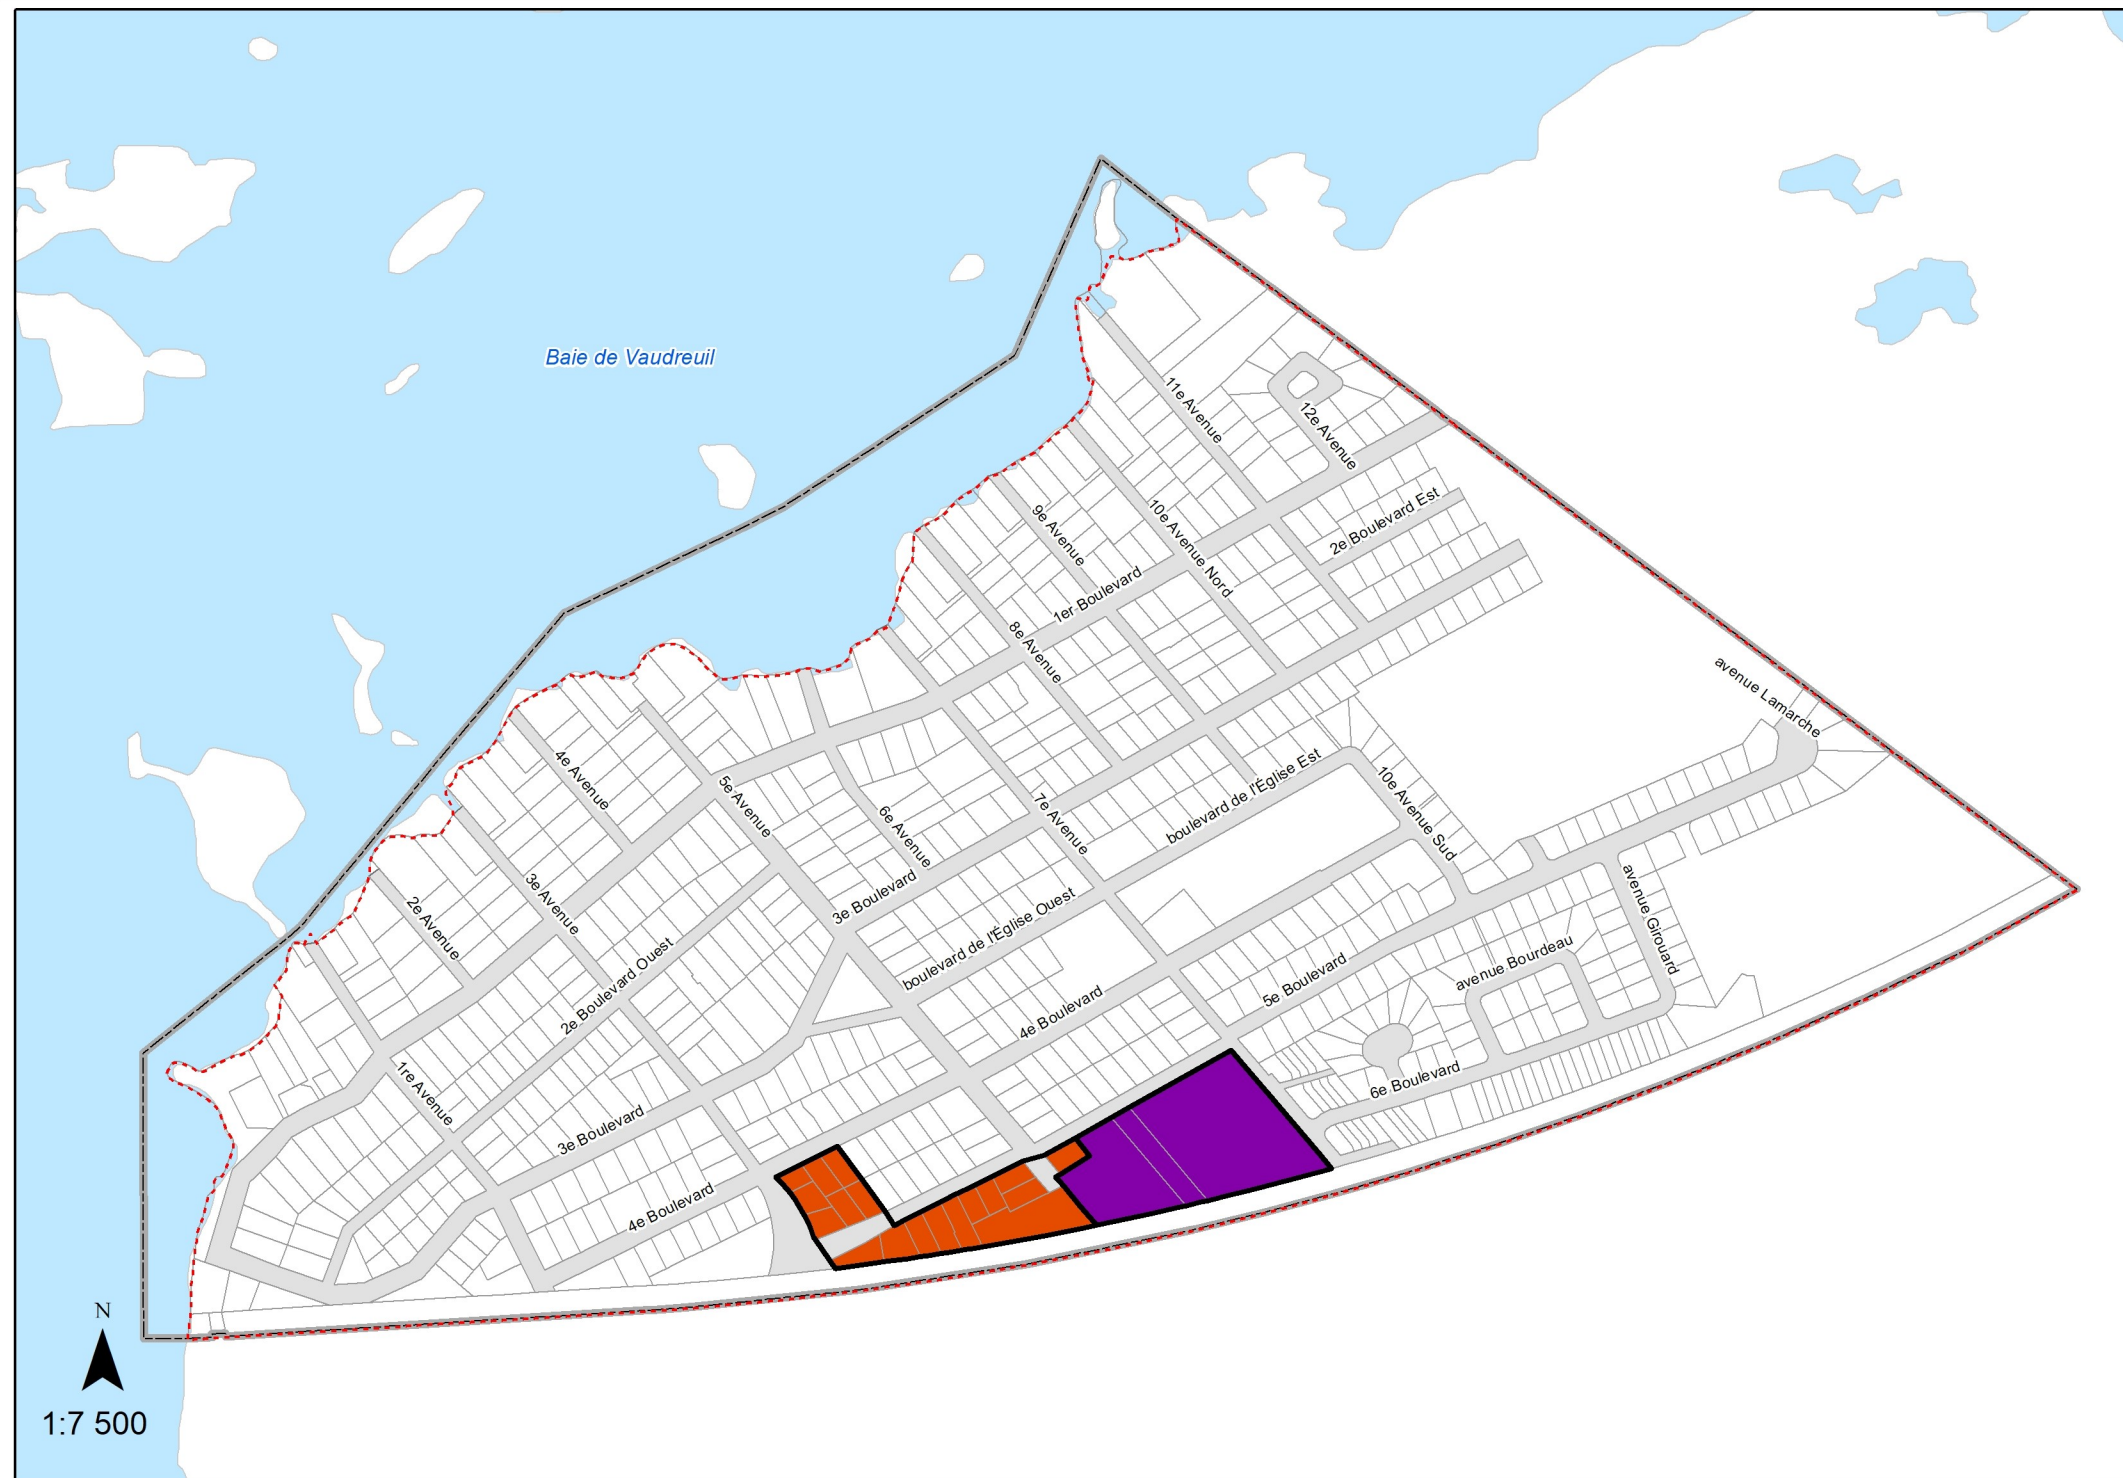 Baie de Vaudreuil
11e Avenue
12e Avenue
2e Boulevard Est
9e Avenue
10e Avenue Nord
1er Boulevard
8e Avenue
avenue Lamarche
4e Avenue
5e Avenue
6e Avenue
7e Avenue
boulevard de l'Église Est
10e Avenue Sud
3e Avenue
3e Boulevard
2e Avenue
boulevard de l'Église Ouest
avenue Girouard
2e Boulevard Ouest
avenue Bourdeau
5e Boulevard
4e Boulevard
1re Avenue
6e Boulevard
3e Boulevard
4e Boulevard
N
1:7 500